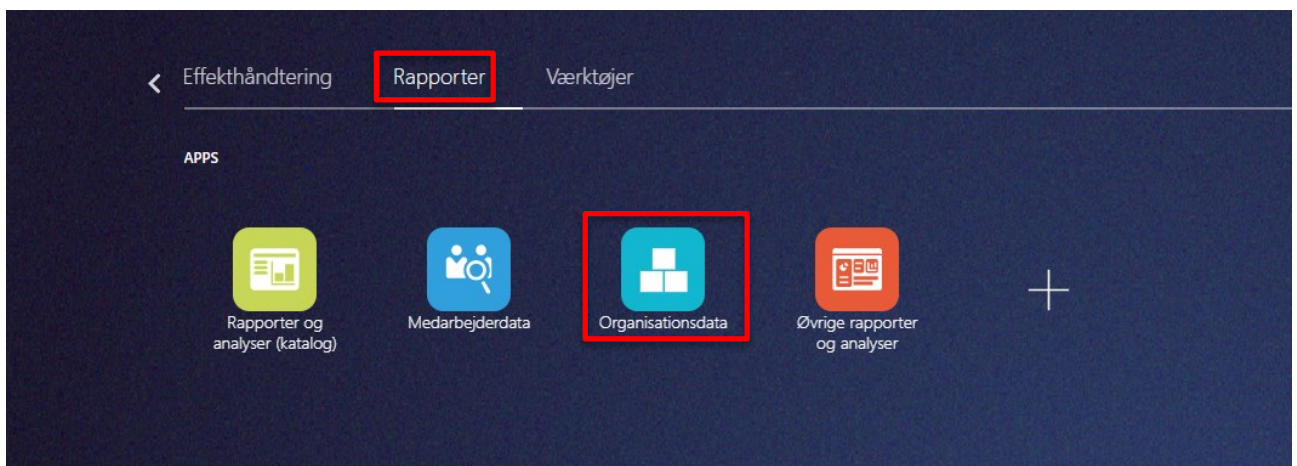 Effekthåndtering Rapporter Værktøjer
APPS
Rapporter og analyser (katalog)
Medarbejderdata
Organisationsdata
Øvrige rapporter og analyser